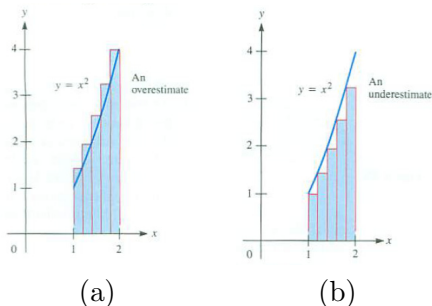 y
4
3
2
1
0
1
2
x
y = x²
An
overestimate
(a)
y
4
3
2
1
0
1
2
x
y = x²
An
underestimate
(b)